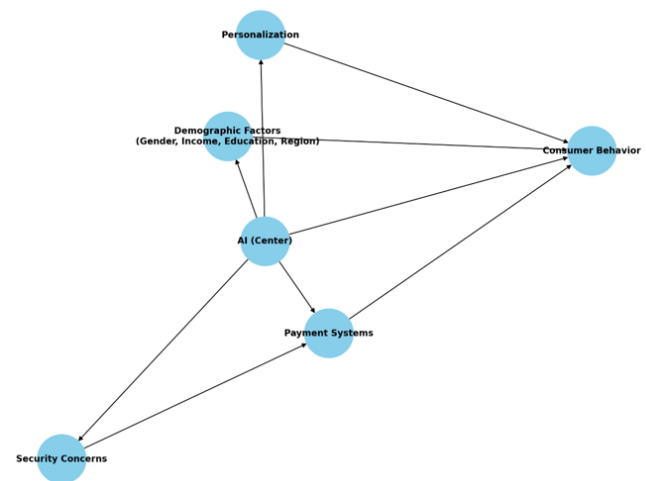 Personalization
Demographic Factors
(Gender, Income, Education, Region)
Consumer Behavior
AI (Center)
Payment Systems
Security Concerns